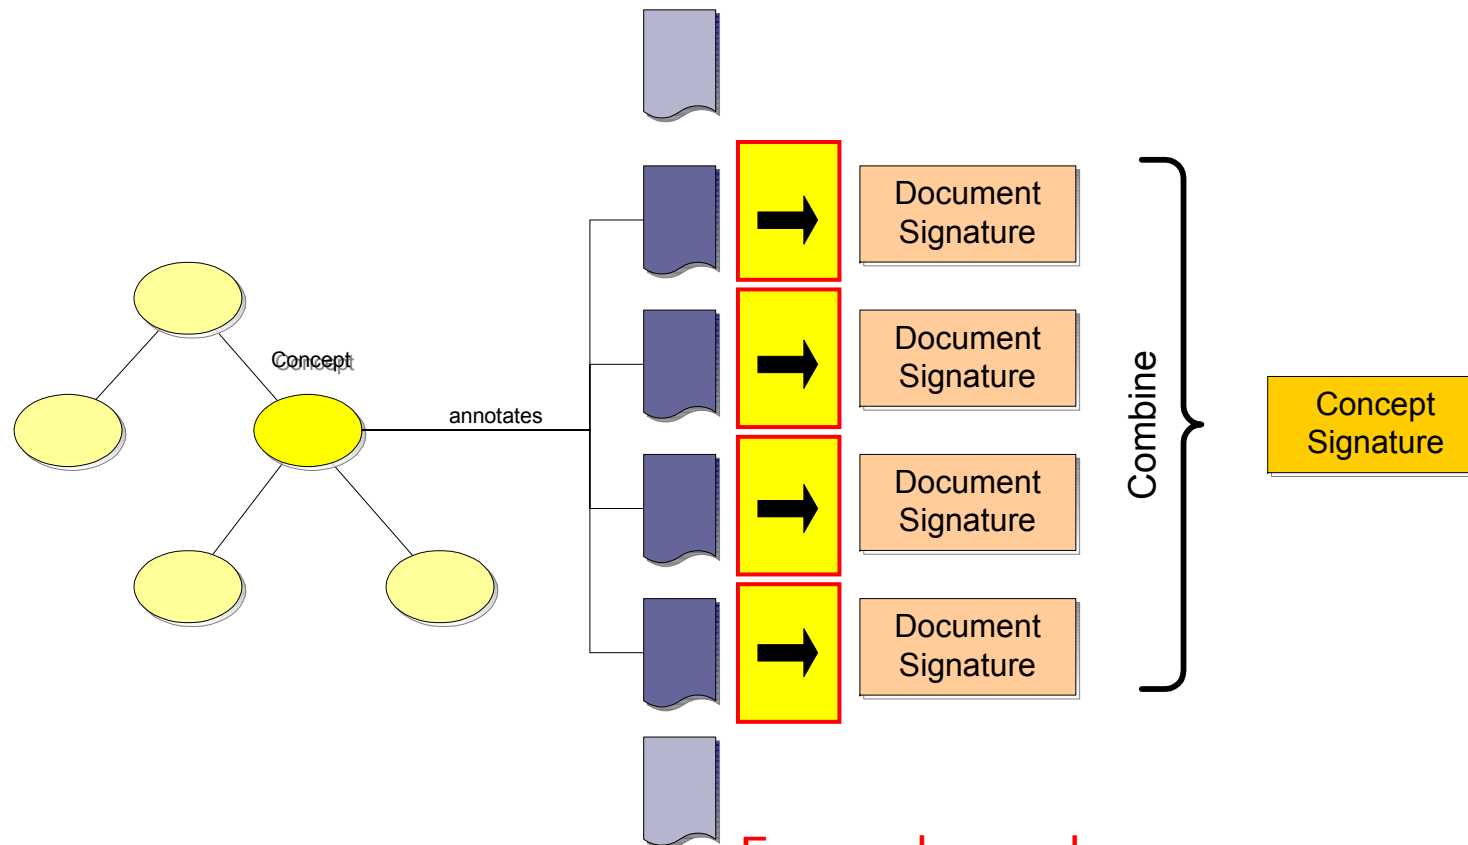 Document
Signature
Concept
annotates
Document
Signature
Combine
Concept
Signature
Document
Signature
Document
Signature